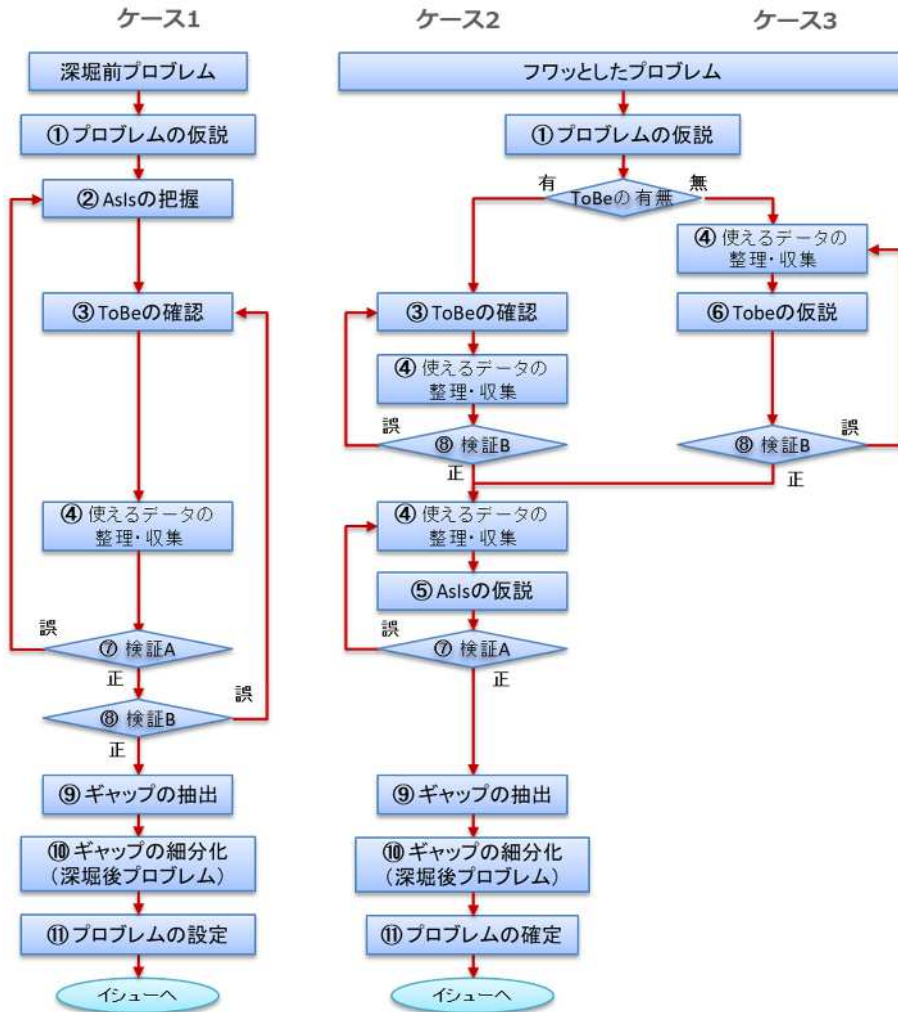 ケース1
ケース2
ケース3
深堀前プロブレム
①プロブレムの仮説
②AsIsの把握
③ToBeの確認
④使えるデータの
整理・収集
誤
⑦検証A
正
誤
⑧検証B
正
⑨ギャップの抽出
⑩ギャップの細分化
(深堀後プロブレム)
⑪プロブレムの設定
イシューへ
フワッとしたプロブレム
①プロブレムの仮説
有
ToBeの有無
無
③ToBeの確認
④使えるデータの
整理・収集
誤
⑧検証B
正
④使えるデータの
整理・収集
⑥Tobeの仮説
⑧検証B
誤
正
④使えるデータの
整理・収集
⑤AsIsの仮説
誤
⑦検証A
正
⑨ギャップの抽出
⑩ギャップの細分化
(深堀後プロブレム)
⑪プロブレムの確定
イシューへ